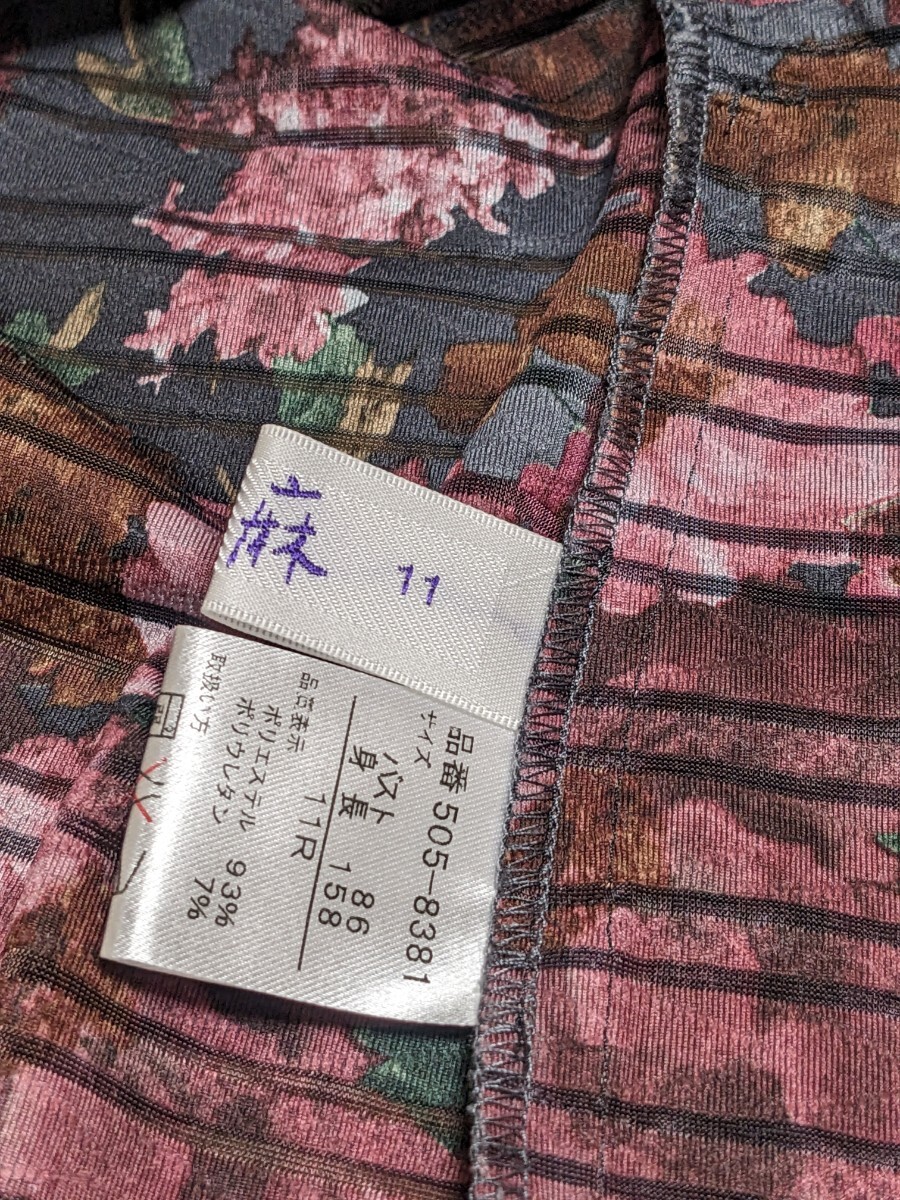 麻 11
品番 505-8381
サイズ
バスト 86
身長 158
11R
品質表示
ポリエステル 93%
ポリウレタン 7%
取扱い方